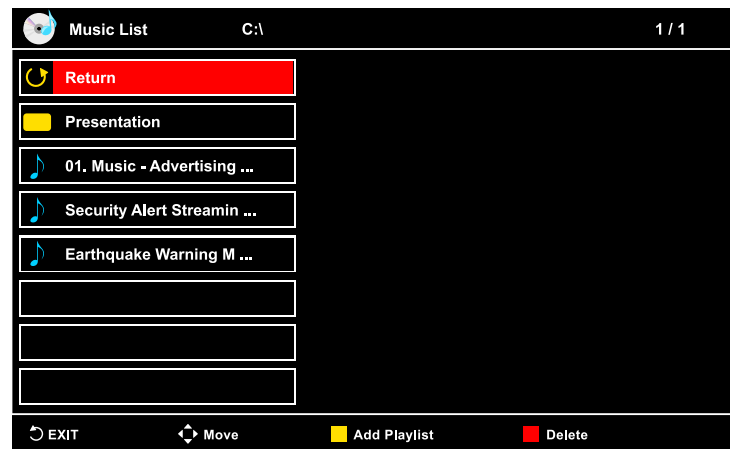 Music List C:\ 1 / 1
Return
Presentation
01. Music - Advertising ...
Security Alert Streamin ...
Earthquake Warning M ...
EXIT Move Add Playlist Delete